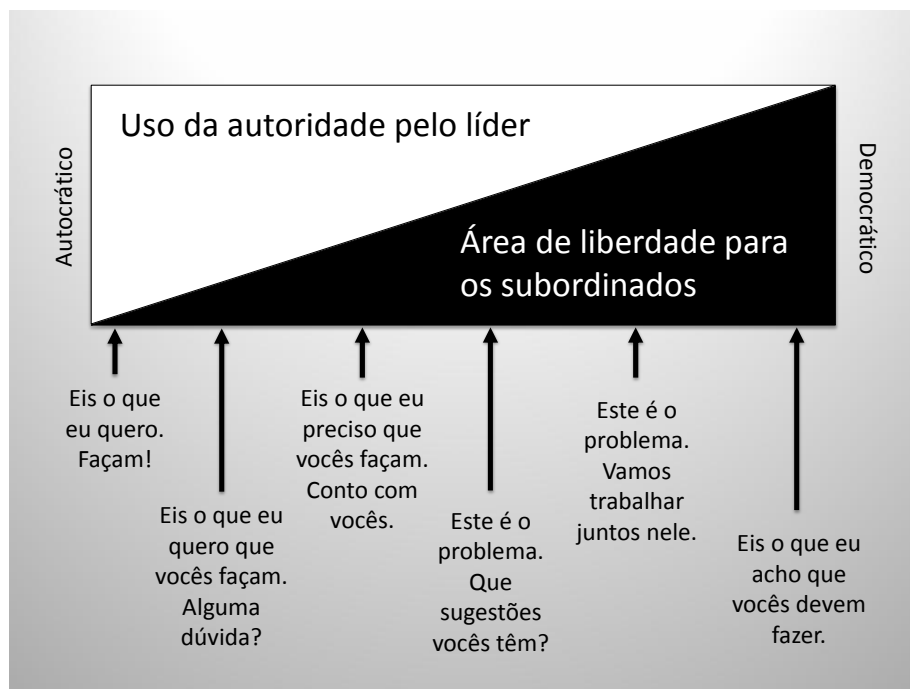 Uso da autoridade pelo líder
Autocrático
Democrático
Área de liberdade para
os subordinados
Eis o que
eu quero.
Façam!
Eis o que eu
quero que
vocês façam.
Alguma
dúvida?
Eis o que eu
preciso que
vocês façam.
Conto com
vocês.
Este é o
problema.
Que
sugestões
vocês têm?
Este é o
problema.
Vamos
trabalhar
juntos nele.
Eis o que eu
acho que
vocês devem
fazer.